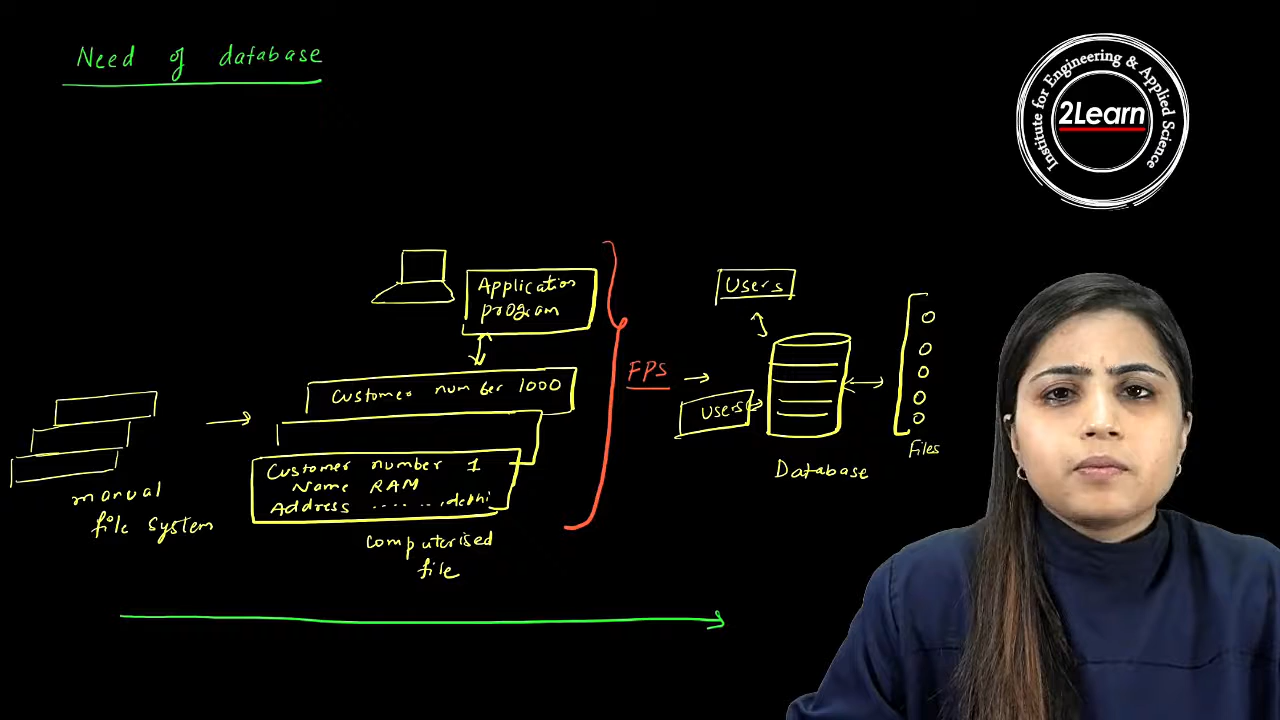 Need of database
Institute for Engineering & Applied Science
2Learn
Application
program
Users
Customer number 1000
FPS
Users
Customer number 1
Name RAM
Address ....... delhi
manual
file system
computerised
file
Database
Files